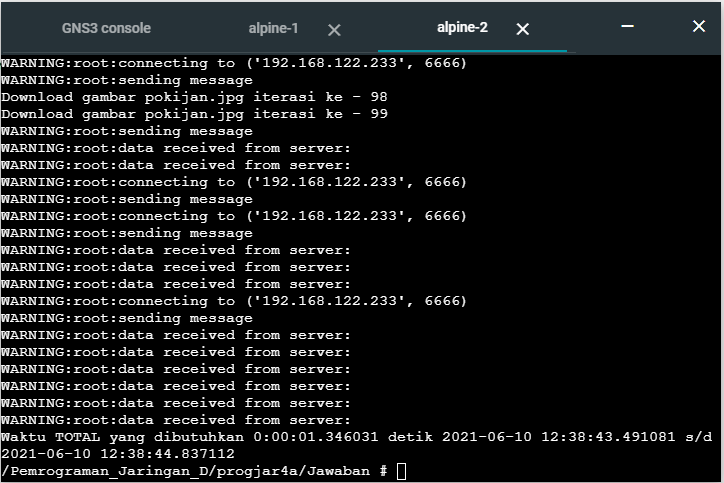 GNS3 console alpine-1 alpine-2
WARNING:root:connecting to ('192.168.122.233', 6666)
WARNING:root:sending message
Download gambar pokijan.jpg iterasi ke - 98
Download gambar pokijan.jpg iterasi ke - 99
WARNING:root:sending message
WARNING:root:data received from server:
WARNING:root:data received from server:
WARNING:root:connecting to ('192.168.122.233', 6666)
WARNING:root:sending message
WARNING:root:connecting to ('192.168.122.233', 6666)
WARNING:root:sending message
WARNING:root:data received from server:
WARNING:root:data received from server:
WARNING:root:data received from server:
WARNING:root:connecting to ('192.168.122.233', 6666)
WARNING:root:sending message
WARNING:root:data received from server:
WARNING:root:data received from server:
WARNING:root:data received from server:
WARNING:root:data received from server:
WARNING:root:data received from server:
WARNING:root:data received from server:
Waktu TOTAL yang dibutuhkan 0:00:01.346031 detik 2021-06-10 12:38:43.491081 s/d
2021-06-10 12:38:44.837112
/Pemrograman_Jaringan_D/progjar4a/Jawaban #